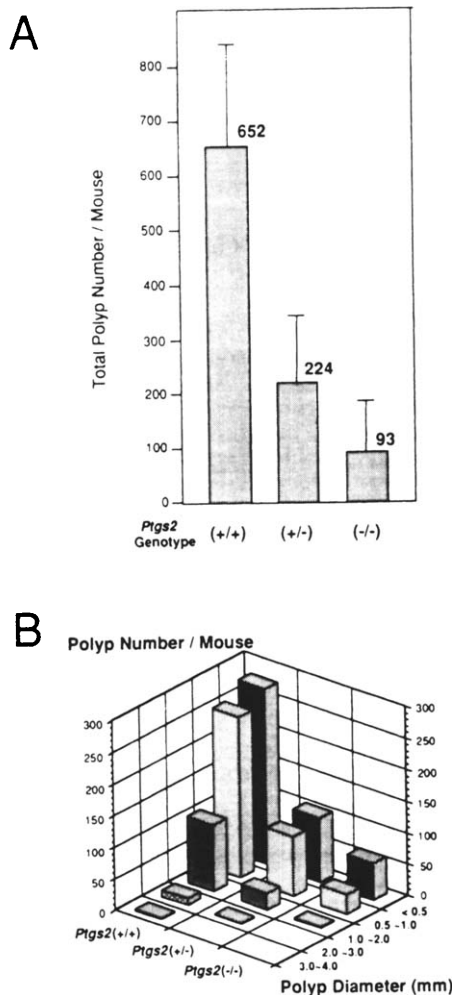 A
Total Polyp Number / Mouse
800
700
600
500
400
300
200
100
0
652
224
93
Ptgs2
Genotype
(+/+) (+/-) (-/-)
B
Polyp Number / Mouse
300
250
200
150
100
50
0
300
250
200
150
100
50
0
Ptgs2(+/+)
Ptgs2(+/-)
Ptgs2(-/-)
< 0.5
0.5 -1.0
1.0 -2.0
2.0 -3.0
3.0-4.0
Polyp Diameter (mm)